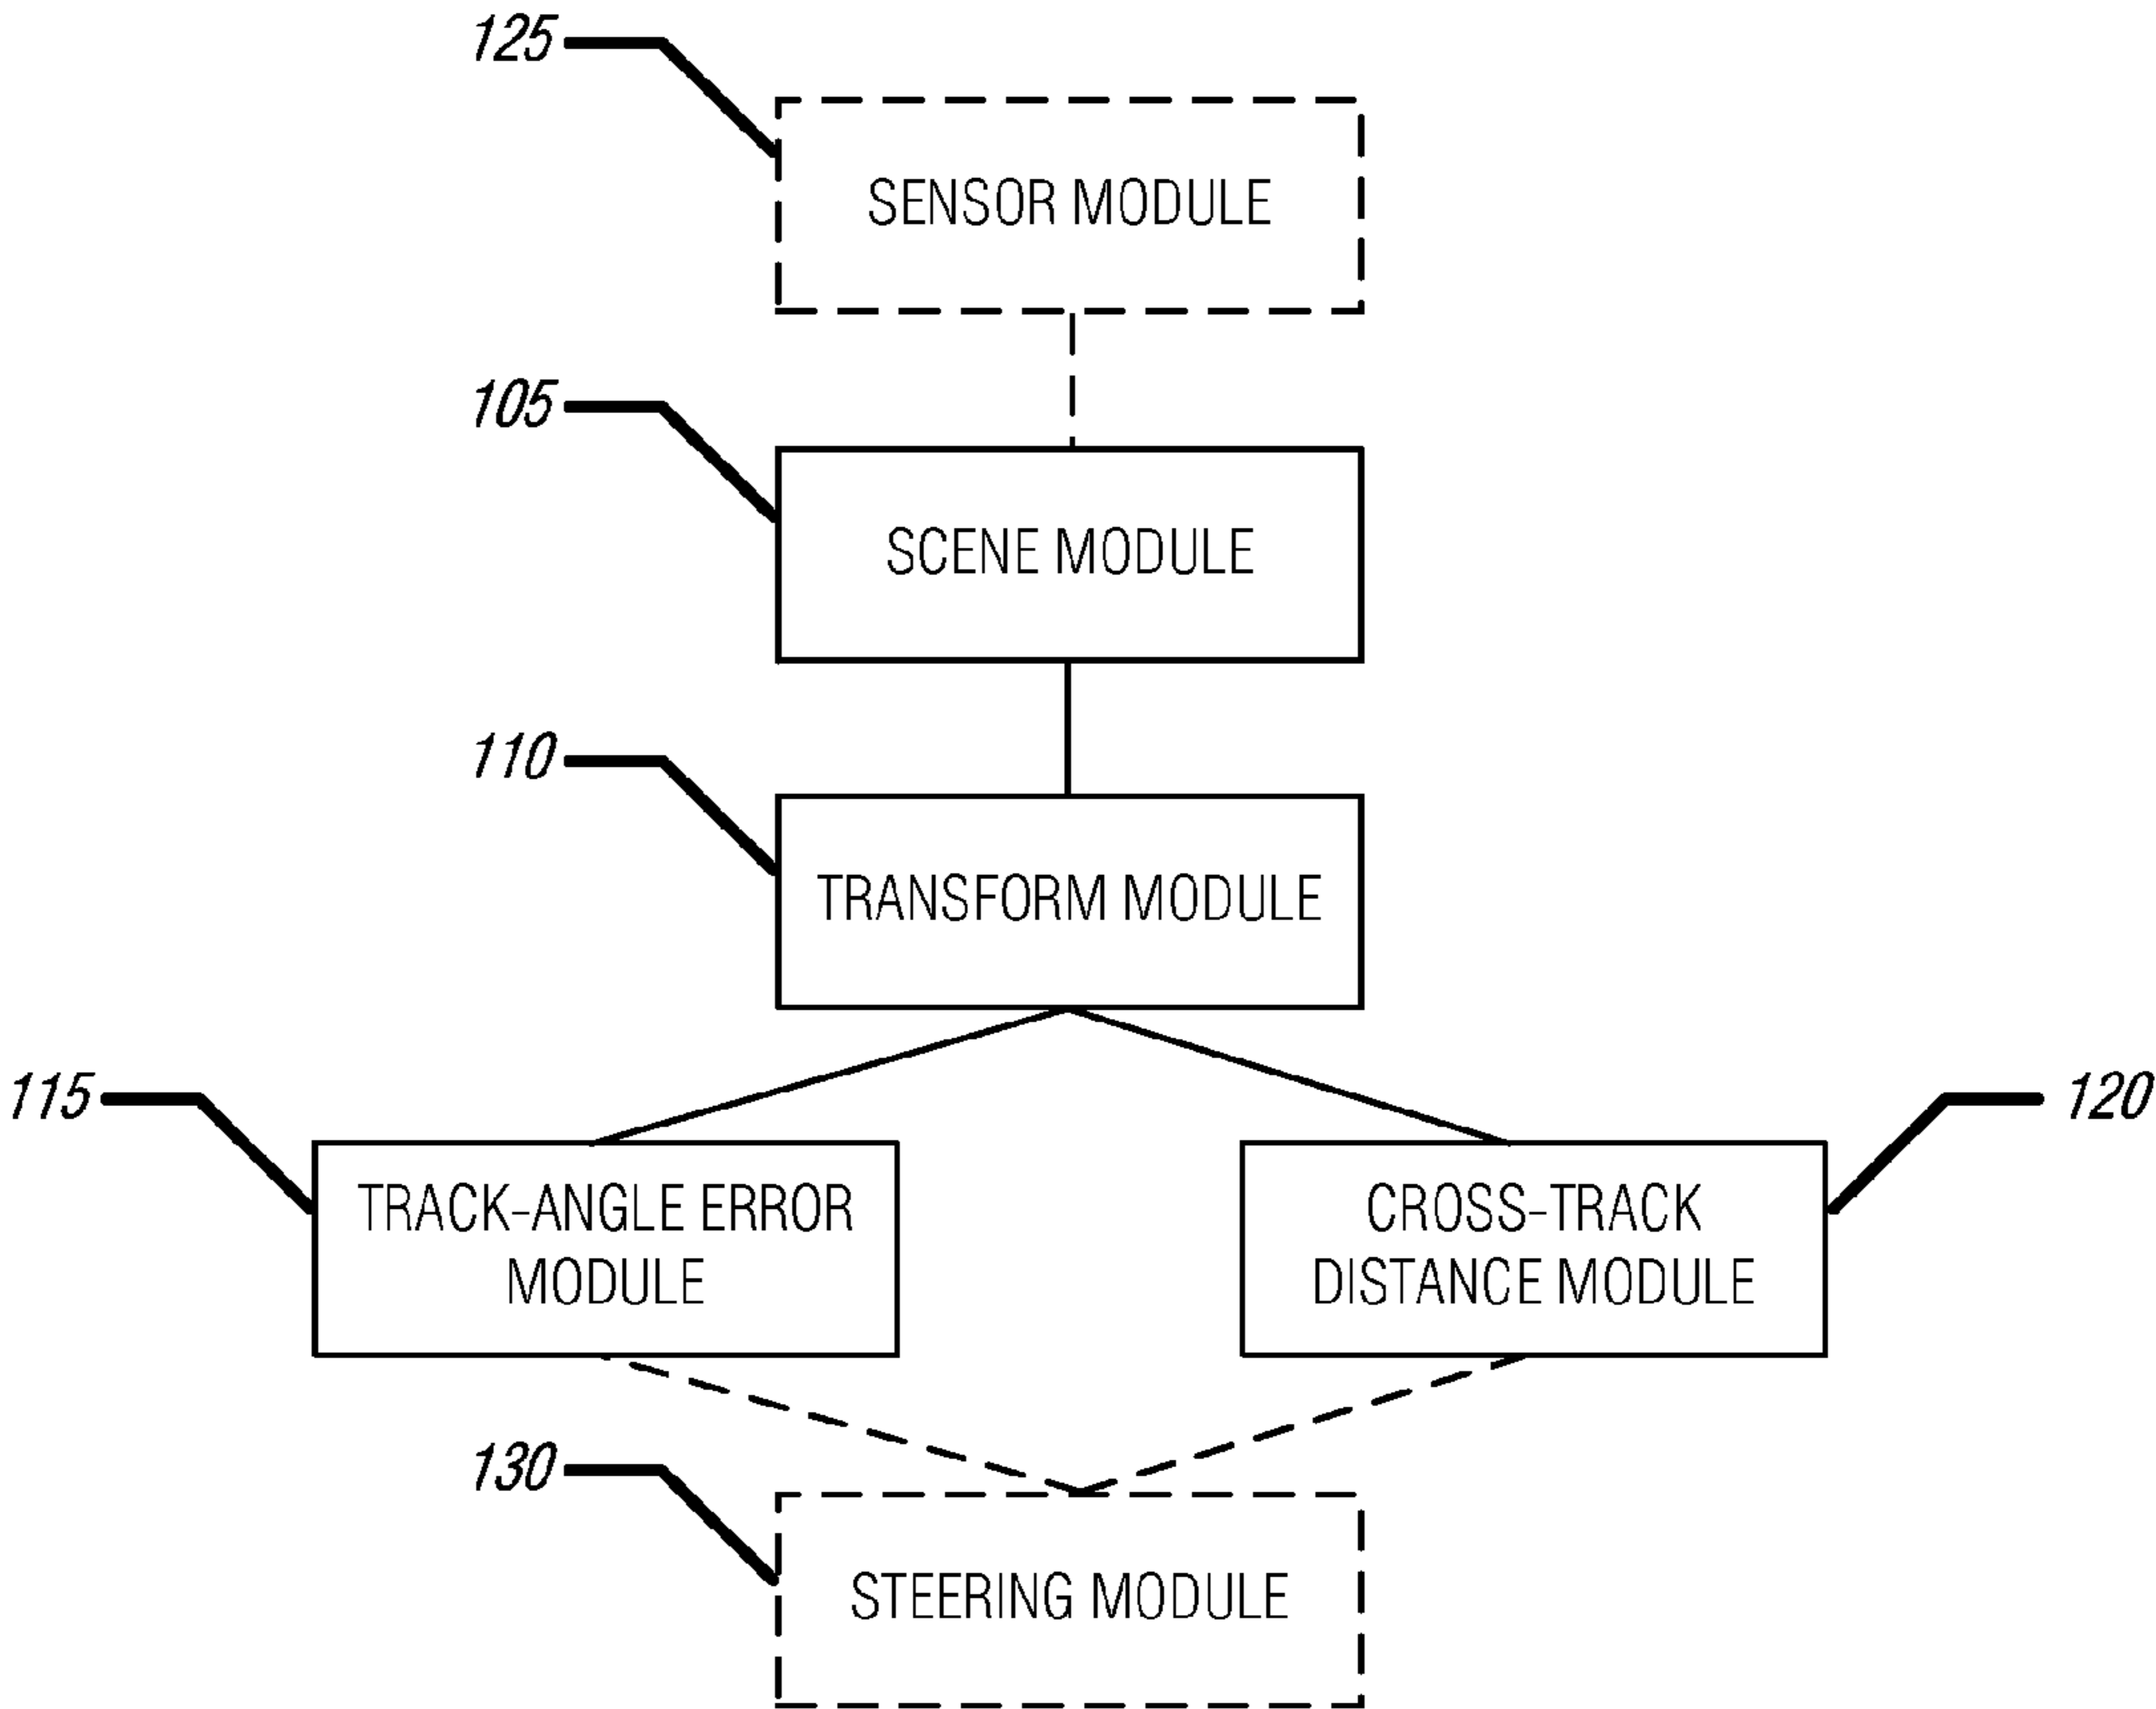 125
SENSOR MODULE
105
SCENE MODULE
110
TRANSFORM MODULE
115
120
TRACK-ANGLE ERROR
MODULE
CROSS-TRACK
DISTANCE MODULE
130
STEERING MODULE